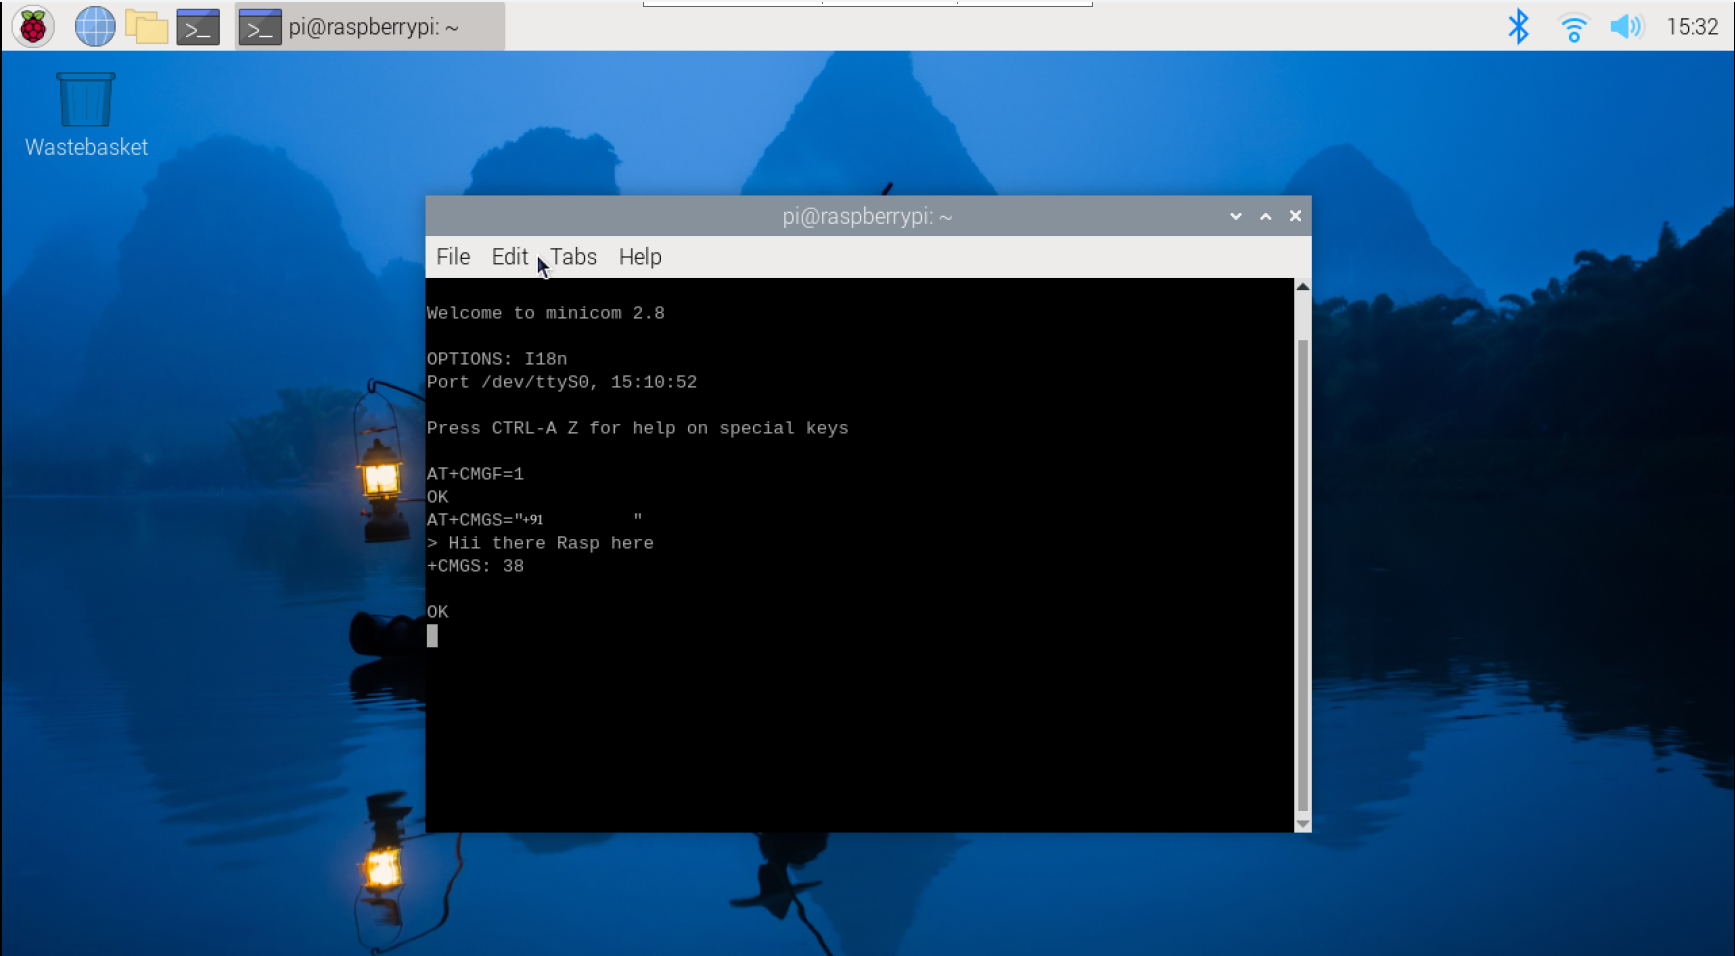 pi@raspberrypi: ~
15:32
Wastebasket
pi@raspberrypi: ~
File Edit Tabs Help
Welcome to minicom 2.8
OPTIONS: I18n
Port /dev/ttyS0, 15:10:52
Press CTRL-A Z for help on special keys
AT+CMGF=1
OK
AT+CMGS="+91 "
> Hii there Rasp here
+CMGS: 38
OK